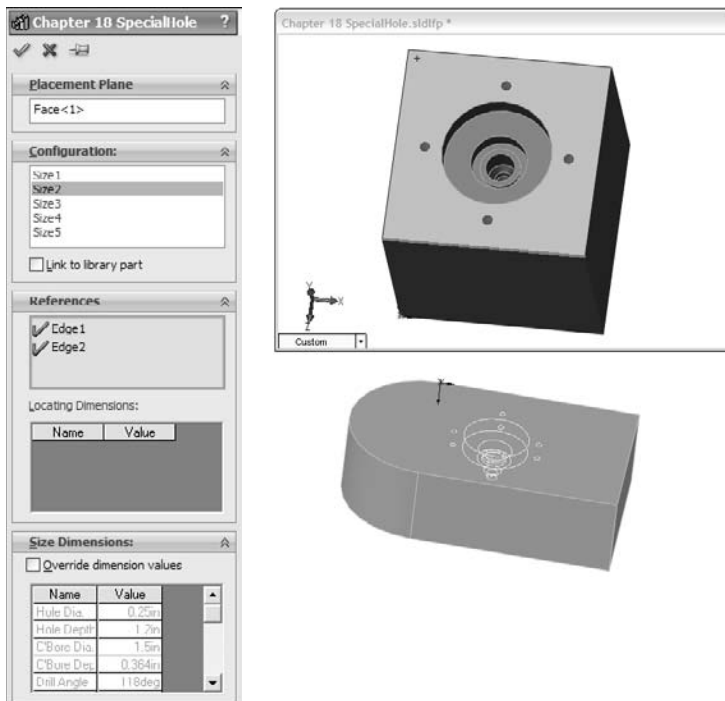 Chapter 18 SpecialHole ?
Placement Plane
Face<1>
Configuration:
Size1
Size2
Size3
Size4
Size5
Link to library part
References
Edge1
Edge2
Locating Dimensions:
Name Value
Size Dimensions:
Override dimension values
Name Value
Hole Dia. 0.25in
Hole Depth 1.2in
C'Bore Dia. 1.5in
C'Bore Dep 0.364in
Drill Angle 118deg
Chapter 18 SpecialHole.sldlfp *
Y
X
Z
Custom